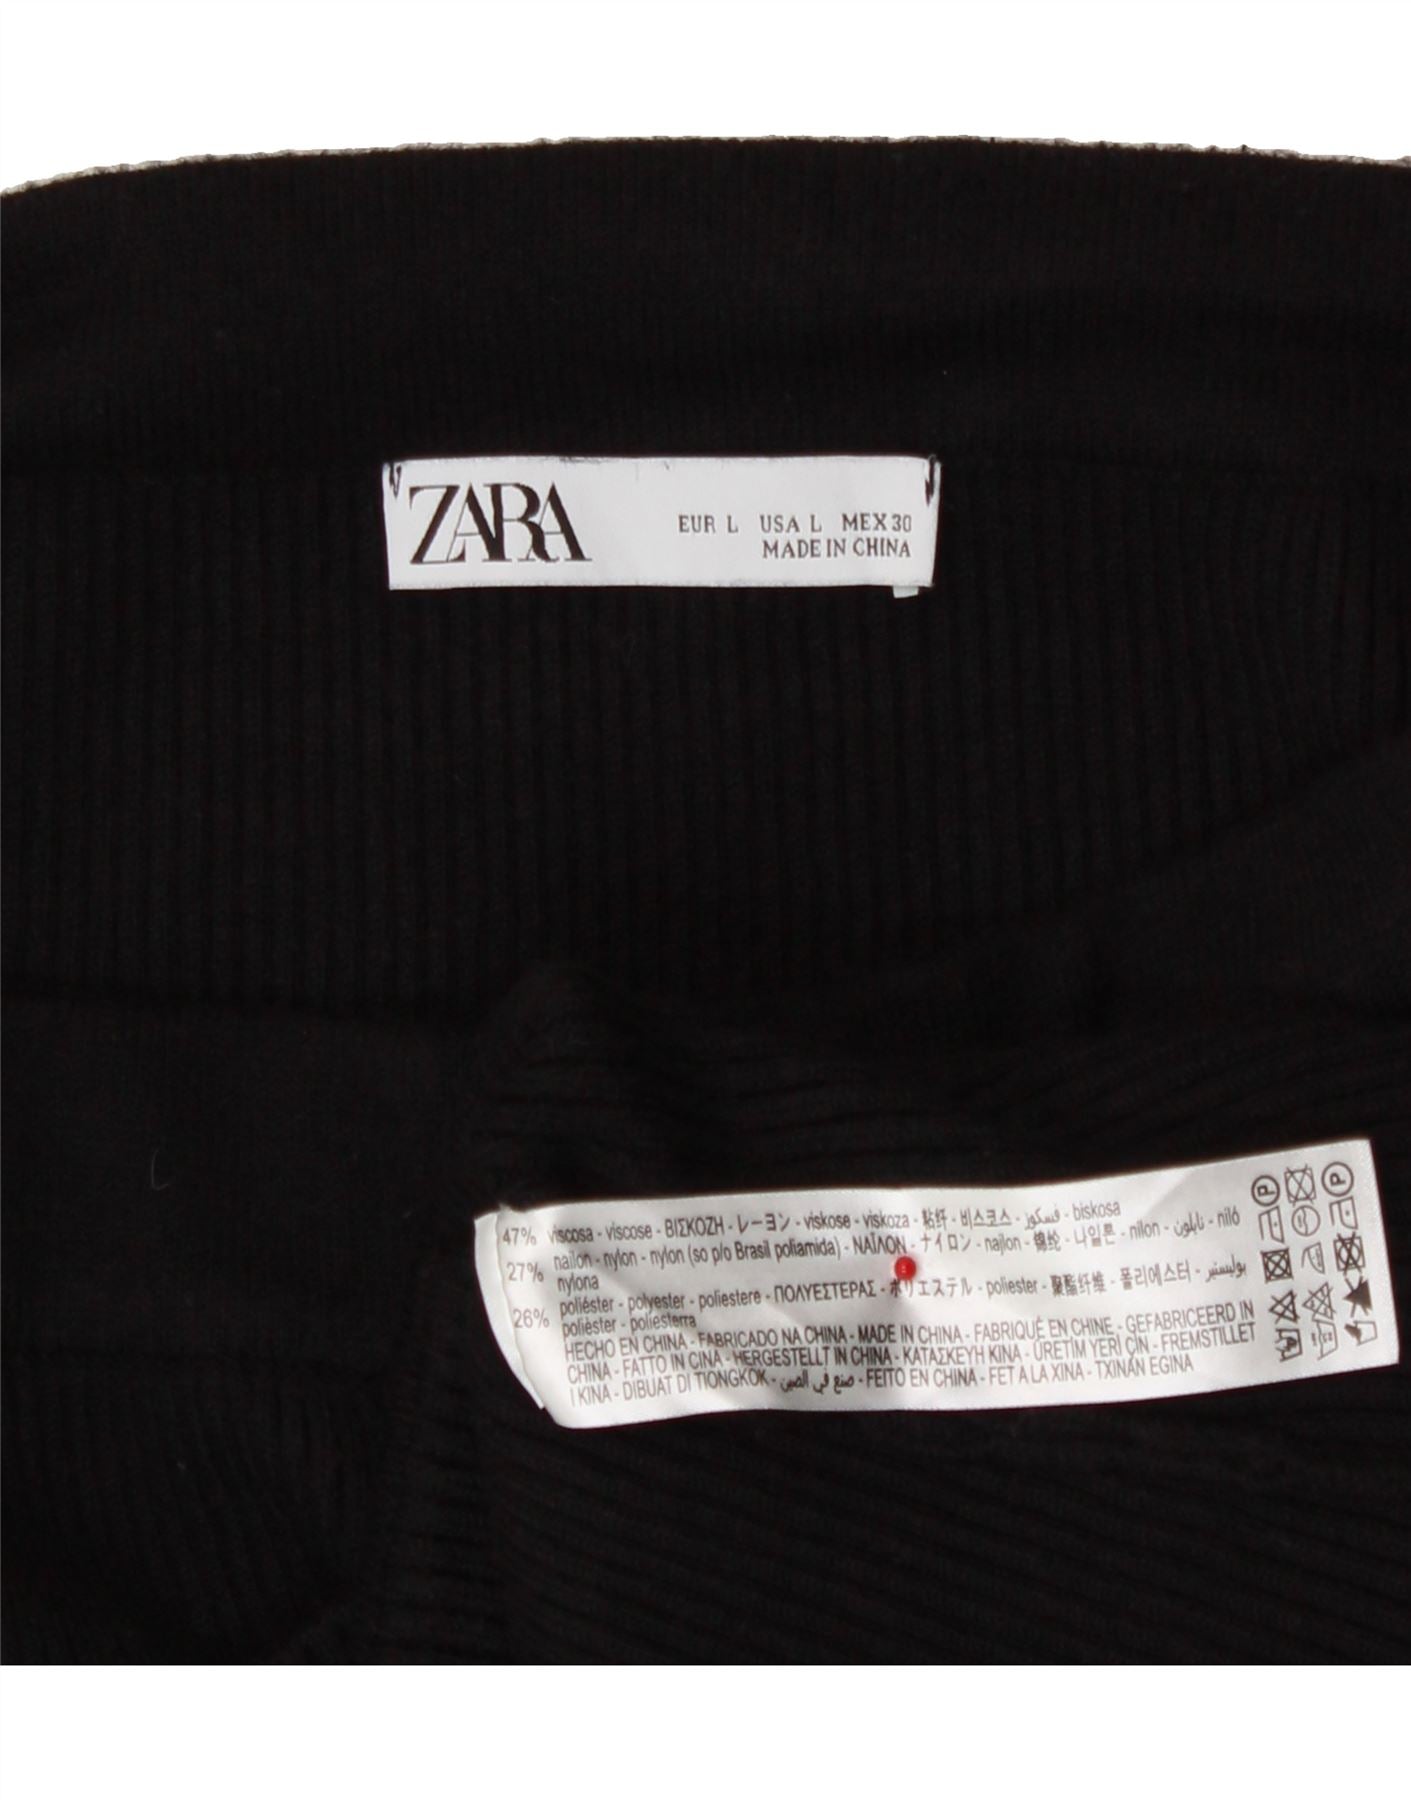 ZARA
EUR L USA L MEX 30
MADE IN CHINA
47% viscosa - viscose - ΒΙΣΚΟΖΗ - レーヨン - viskose - viskoza - 粘纤 - 비스코스 - فسكوز - biskosa
27% nailon - nylon - nylon (so p/o Brasil poliamida) - ΝΑΪΛΟΝ - ナイロン - najlon - 锦纶 - 나일론 - nilon - نايلون - niló
nylona
26% poliéster - polyester - poliestere - ΠΟΛΥΕΣΤΕΡΑΣ - ポリエステル - poliester - 聚酯纤维 - 폴리에스터 - بوليستير
polièster - poliesterra
HECHO EN CHINA - FABRICADO NA CHINA - MADE IN CHINA - FABRIQUÉ EN CHINE - GEFABRICEERD IN
CHINA - FATTO IN CINA - HERGESTELLT IN CHINA - ΚΑΤΑΣΚΕΥΗ ΚΙΝΑ - ÜRETİM YERİ ÇİN - FREMSTILLET
I KINA - DIBUAT DI TIONGKOK - صنع في الصين - FEITO EN CHINA - FET A LA XINA - TXINAN EGINA
P P